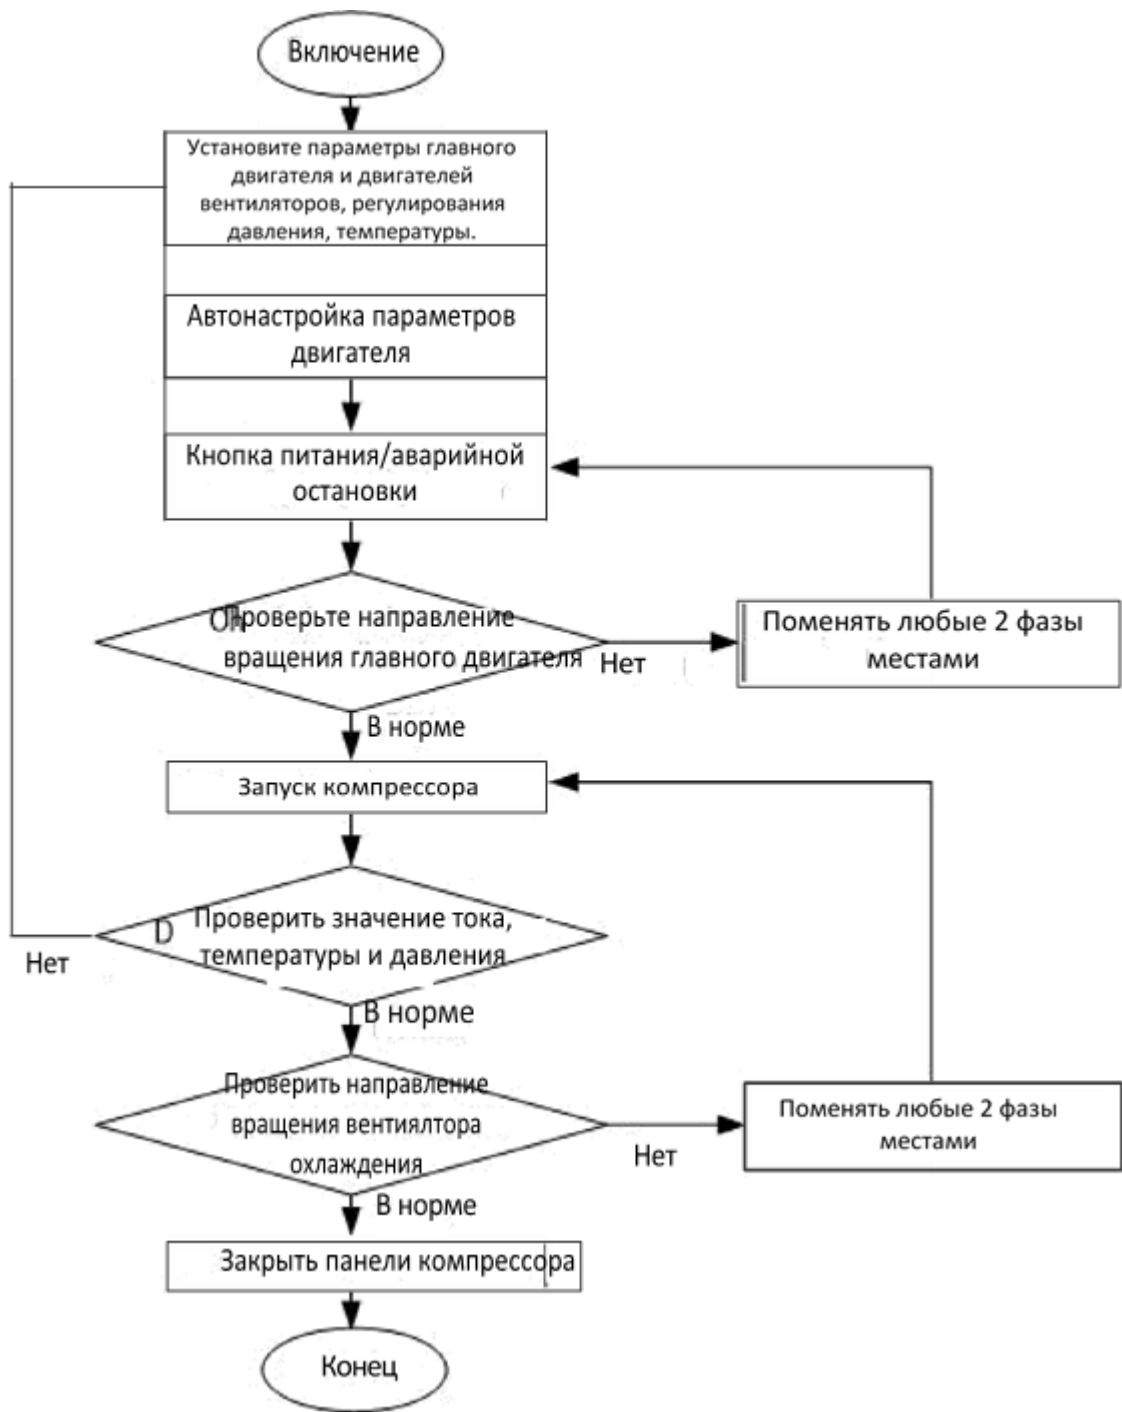 Включение
Установите параметры главного
двигателя и двигателей
вентиляторов, регулирования
давления, температуры.
Автонастройка параметров
двигателя
Кнопка питания/аварийной
остановки
Проверьте направление
вращения главного двигателя
Нет
Поменять любые 2 фазы
местами
В норме
Запуск компрессора
D
Проверить значение тока,
температуры и давления
Нет
В норме
Проверить направление
вращения вентиялтора
охлаждения
Нет
Поменять любые 2 фазы
местами
В норме
Закрыть панели компрессора
Конец